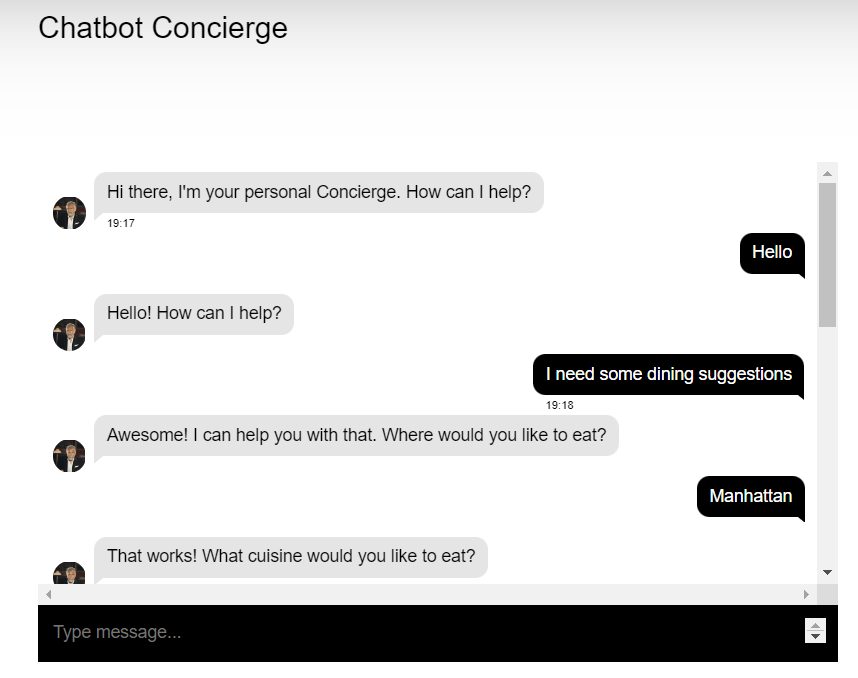 Chatbot Concierge
Hi there, I'm your personal Concierge. How can I help?
19:17
Hello
Hello! How can I help?
I need some dining suggestions
19:18
Awesome! I can help you with that. Where would you like to eat?
Manhattan
That works! What cuisine would you like to eat?
Type message...